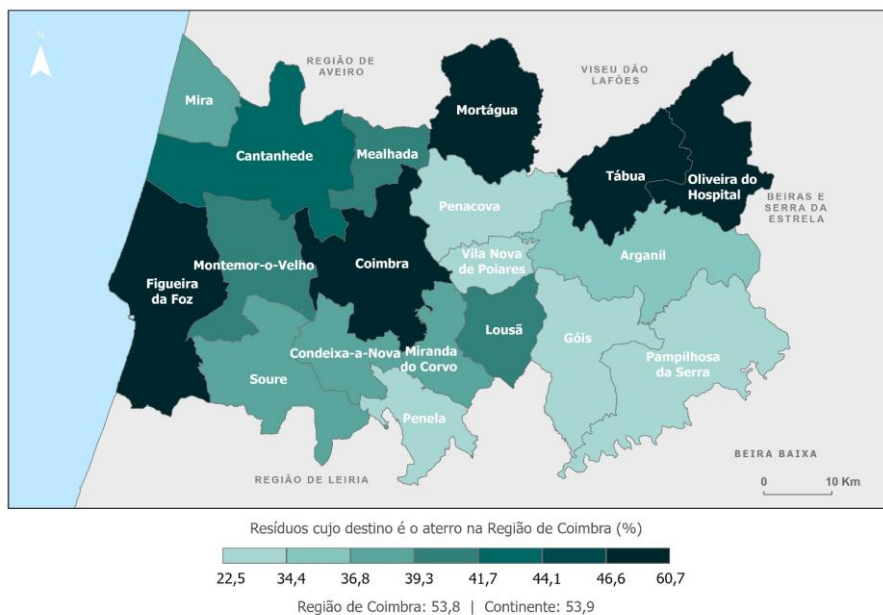 N
REGIÃO DE
AVEIRO
VISEU DÃO
LAFÕES
Mira
Mortágua
Cantanhede
Mealhada
Tábua
Oliveira do
Hospital
BEIRAS E
SERRA DA
ESTRELA
Penacova
Vila Nova
de Poiares
Arganil
Montemor-o-Velho
Coimbra
Figueira
da Foz
Lousã
Góis
Condeixa-a-Nova
Miranda
do Corvo
Pampilhosa
da Serra
Soure
Penela
BEIRA BAIXA
REGIÃO DE LEIRIA
0 10 Km
Resíduos cujo destino é o aterro na Região de Coimbra (%)
22,5 34,4 36,8 39,3 41,7 44,1 46,6 60,7
Região de Coimbra: 53,8 | Continente: 53,9